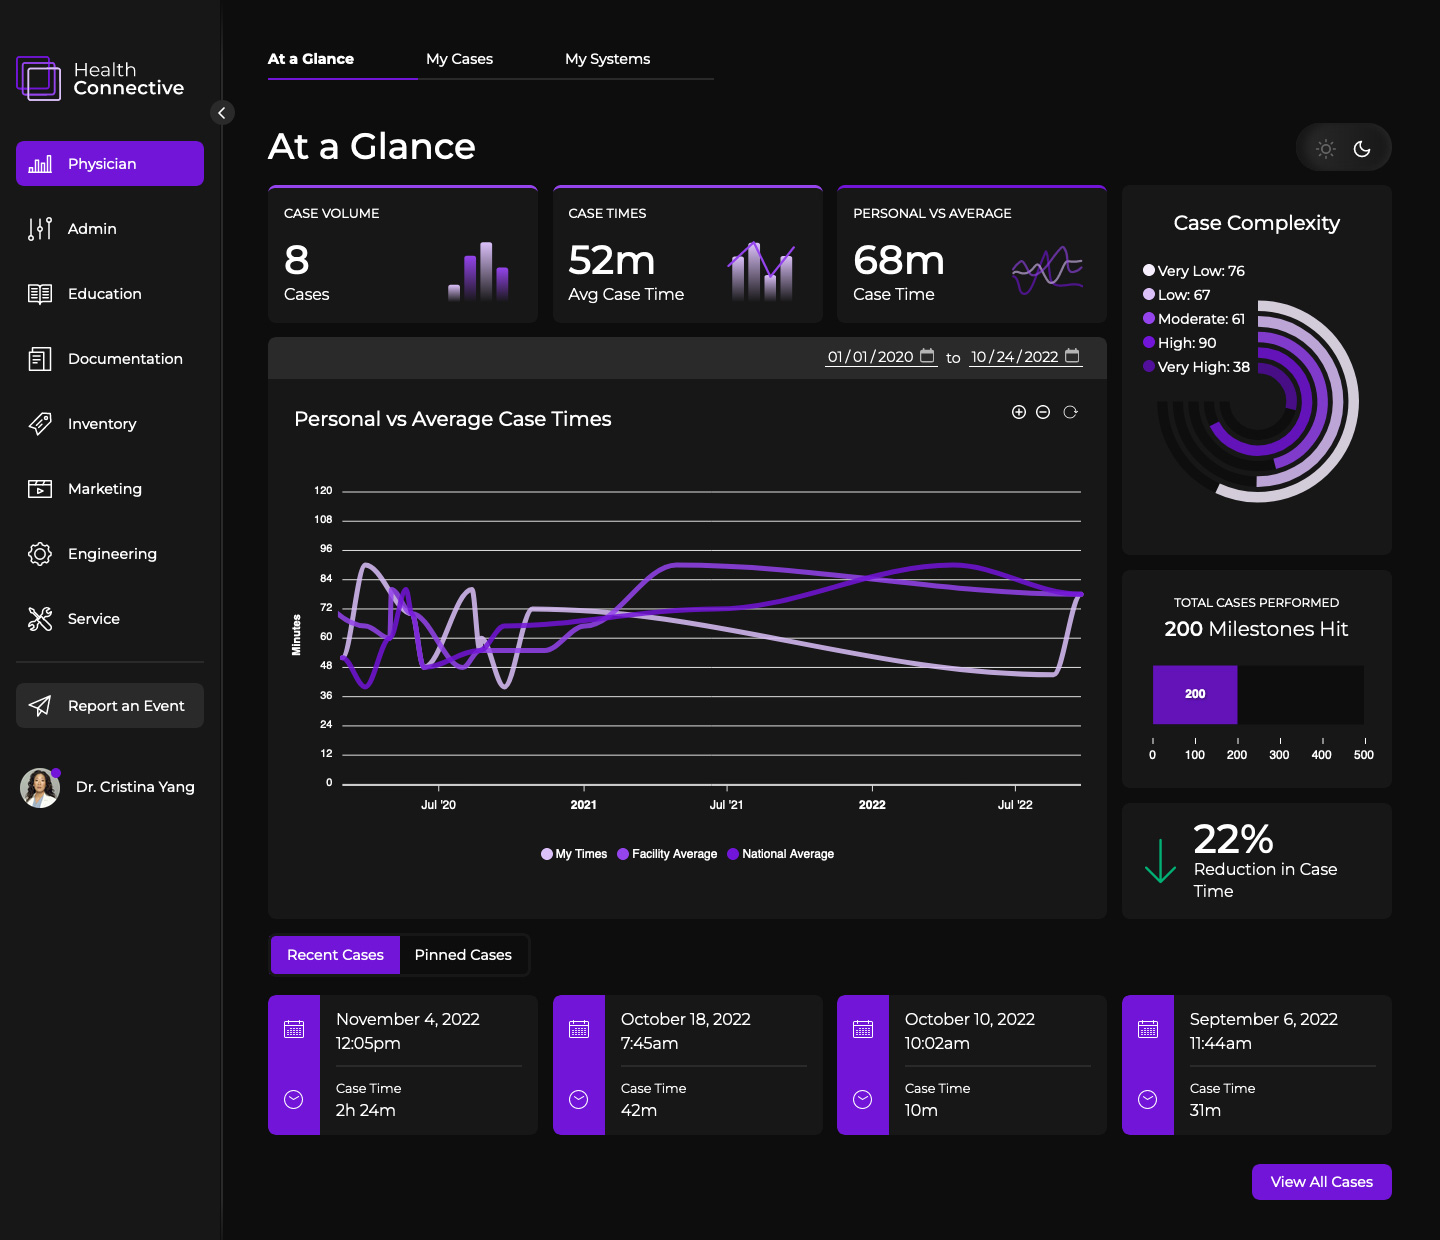 Health
Connective
Physician
Admin
Education
Documentation
Inventory
Marketing
Engineering
Service
Report an Event
Dr. Cristina Yang
At a Glance
My Cases
My Systems
At a Glance
CASE VOLUME
8
Cases
CASE TIMES
52m
Avg Case Time
PERSONAL VS AVERAGE
68m
Case Time
01/01/2020 to 10/24/2022
Personal vs Average Case Times
Minutes
120
108
96
84
72
60
48
36
24
12
0
Jul '20
2021
Jul '21
2022
Jul '22
My Times
Facility Average
National Average
Case Complexity
Very Low: 76
Low: 67
Moderate: 61
High: 90
Very High: 38
TOTAL CASES PERFORMED
200 Milestones Hit
200
0
100
200
300
400
500
22%
Reduction in Case
Time
Recent Cases
Pinned Cases
November 4, 2022
12:05pm
Case Time
2h 24m
October 18, 2022
7:45am
Case Time
42m
October 10, 2022
10:02am
Case Time
10m
September 6, 2022
11:44am
Case Time
31m
View All Cases